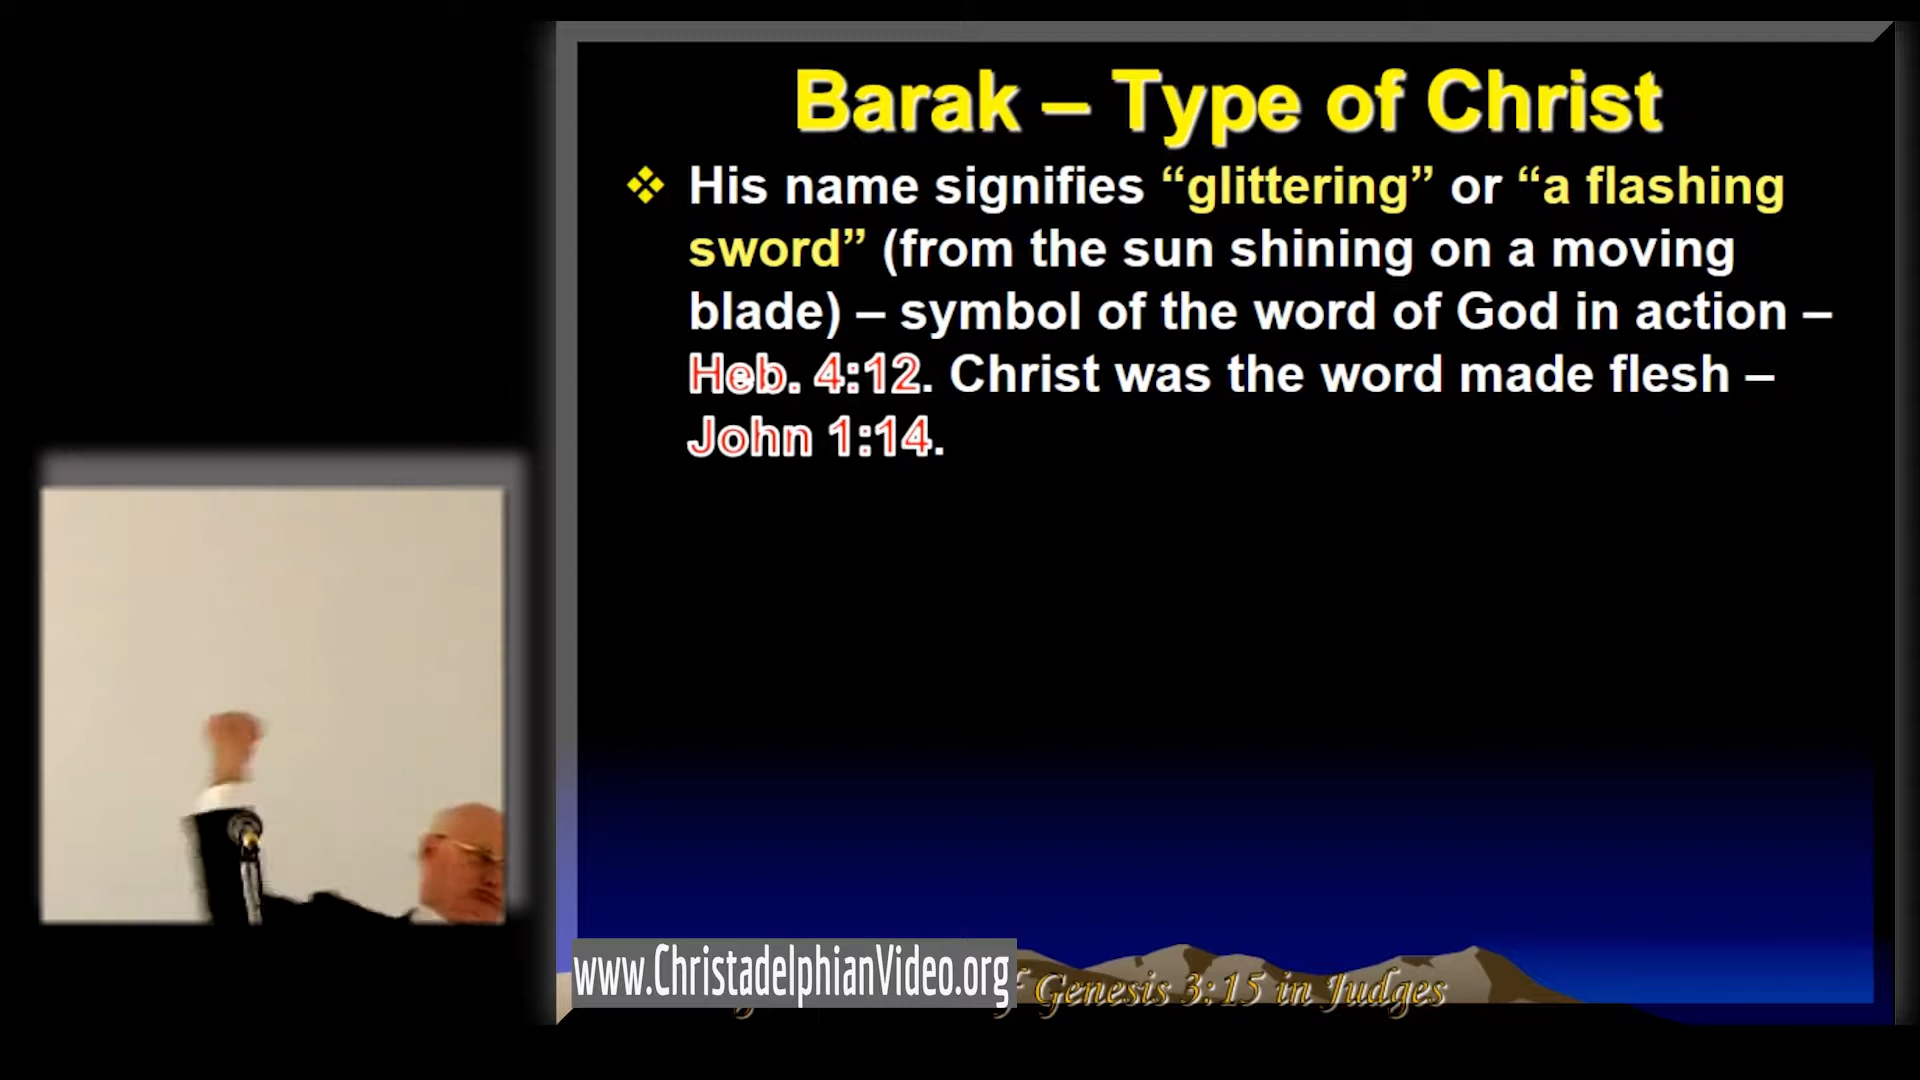 Barak – Type of Christ
❖ His name signifies “glittering” or “a flashing
sword” (from the sun shining on a moving
blade) – symbol of the word of God in action –
Heb. 4:12. Christ was the word made flesh –
John 1:14.
www.ChristadelphianVideo.org
Genesis 3:15 in Judges